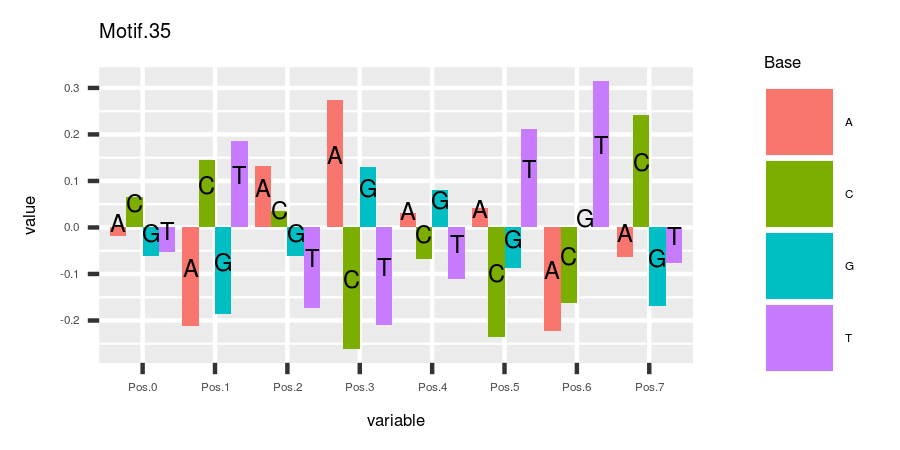 Motif.35
value
0.3
0.2
0.1
0.0
-0.1
-0.2
A C G T
A C G T
A C G T
A C G T
A C G T
A C G T
A C G T
A C G T
Pos.0 Pos.1 Pos.2 Pos.3 Pos.4 Pos.5 Pos.6 Pos.7
variable
Base
A
C
G
T